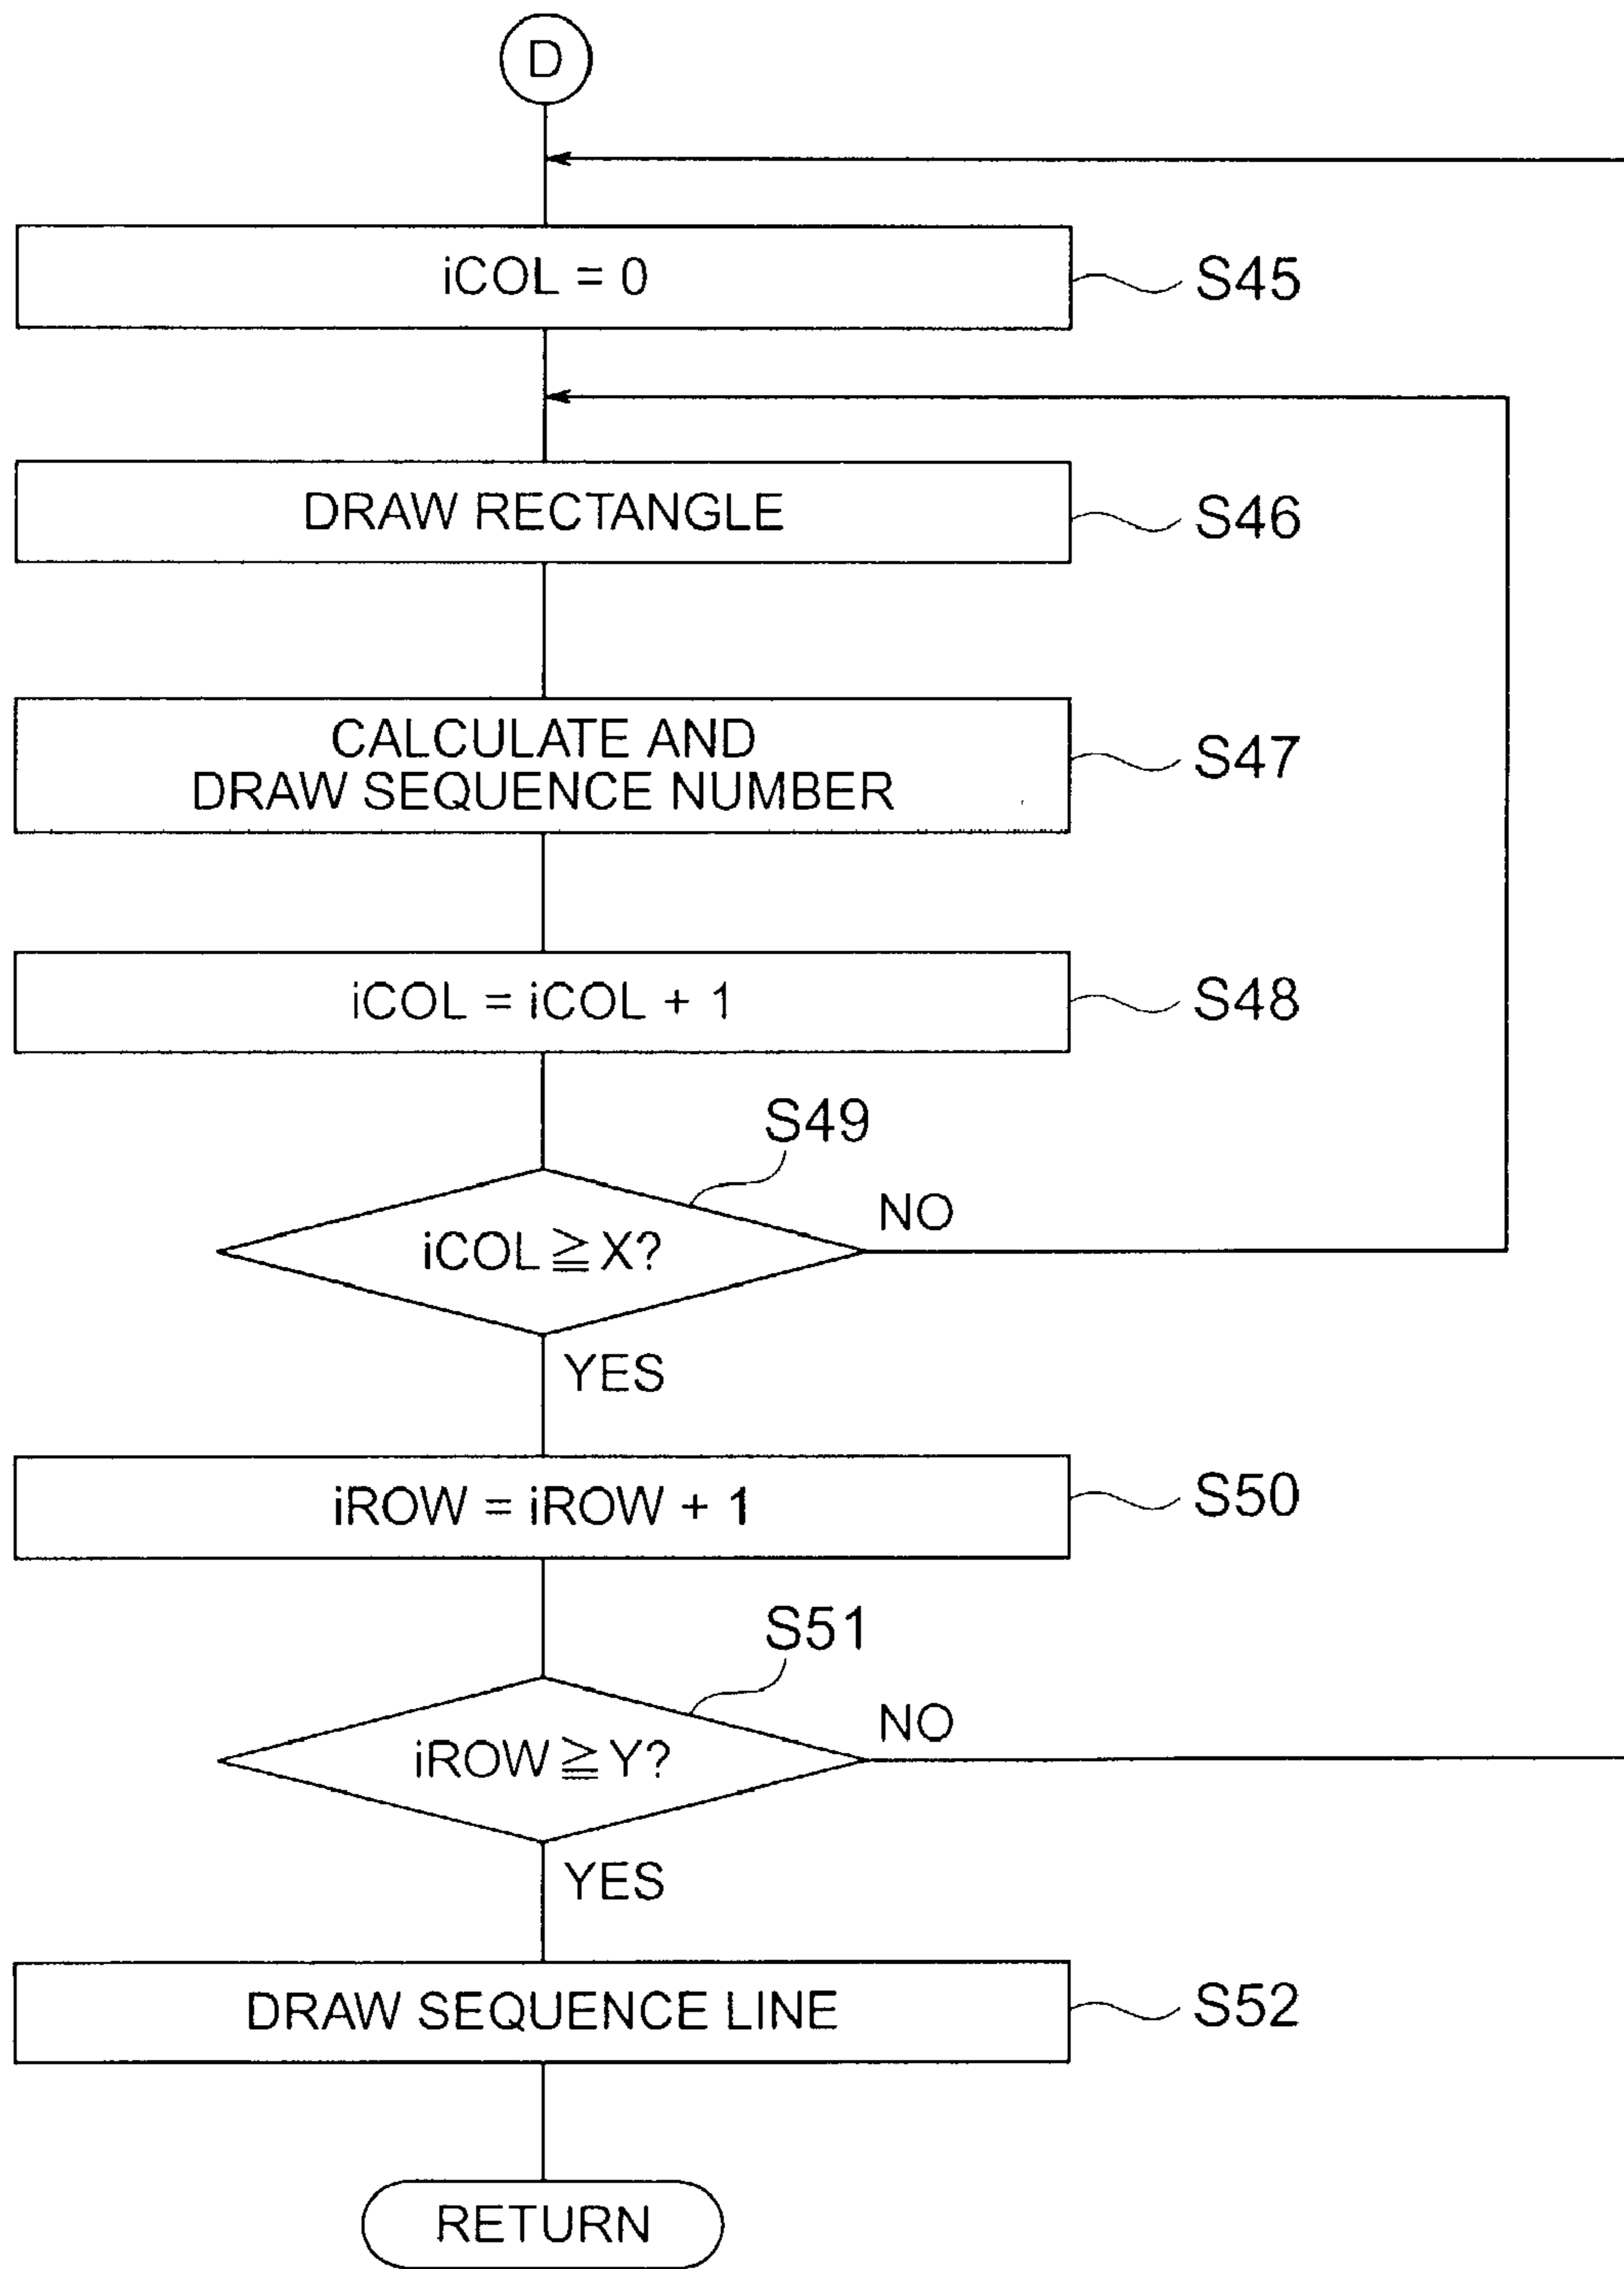 D
iCOL = 0
S45
DRAW RECTANGLE
S46
CALCULATE AND
DRAW SEQUENCE NUMBER
S47
iCOL = iCOL + 1
S48
S49
iCOL ≧ X?
NO
YES
iROW = iROW + 1
S50
S51
iROW ≧ Y?
NO
YES
DRAW SEQUENCE LINE
S52
RETURN